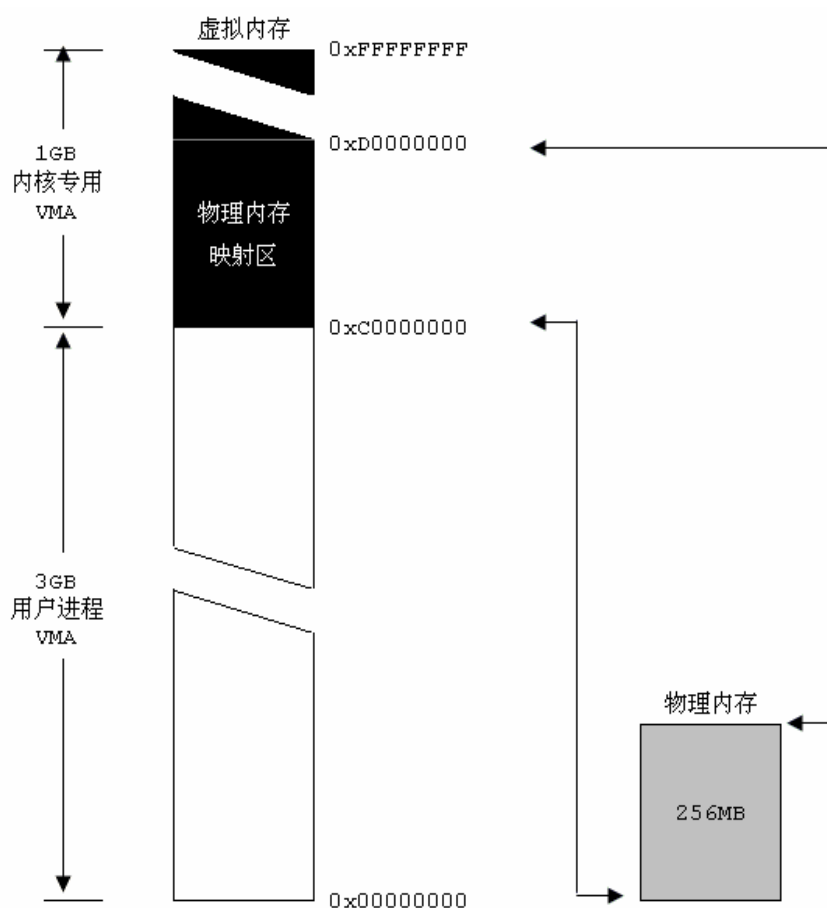 虚拟内存
0xFFFFFFFF
0xD0000000
1GB
内核专用
VMA
物理内存
映射区
0xC0000000
3GB
用户进程
VMA
物理内存
256MB
0x00000000